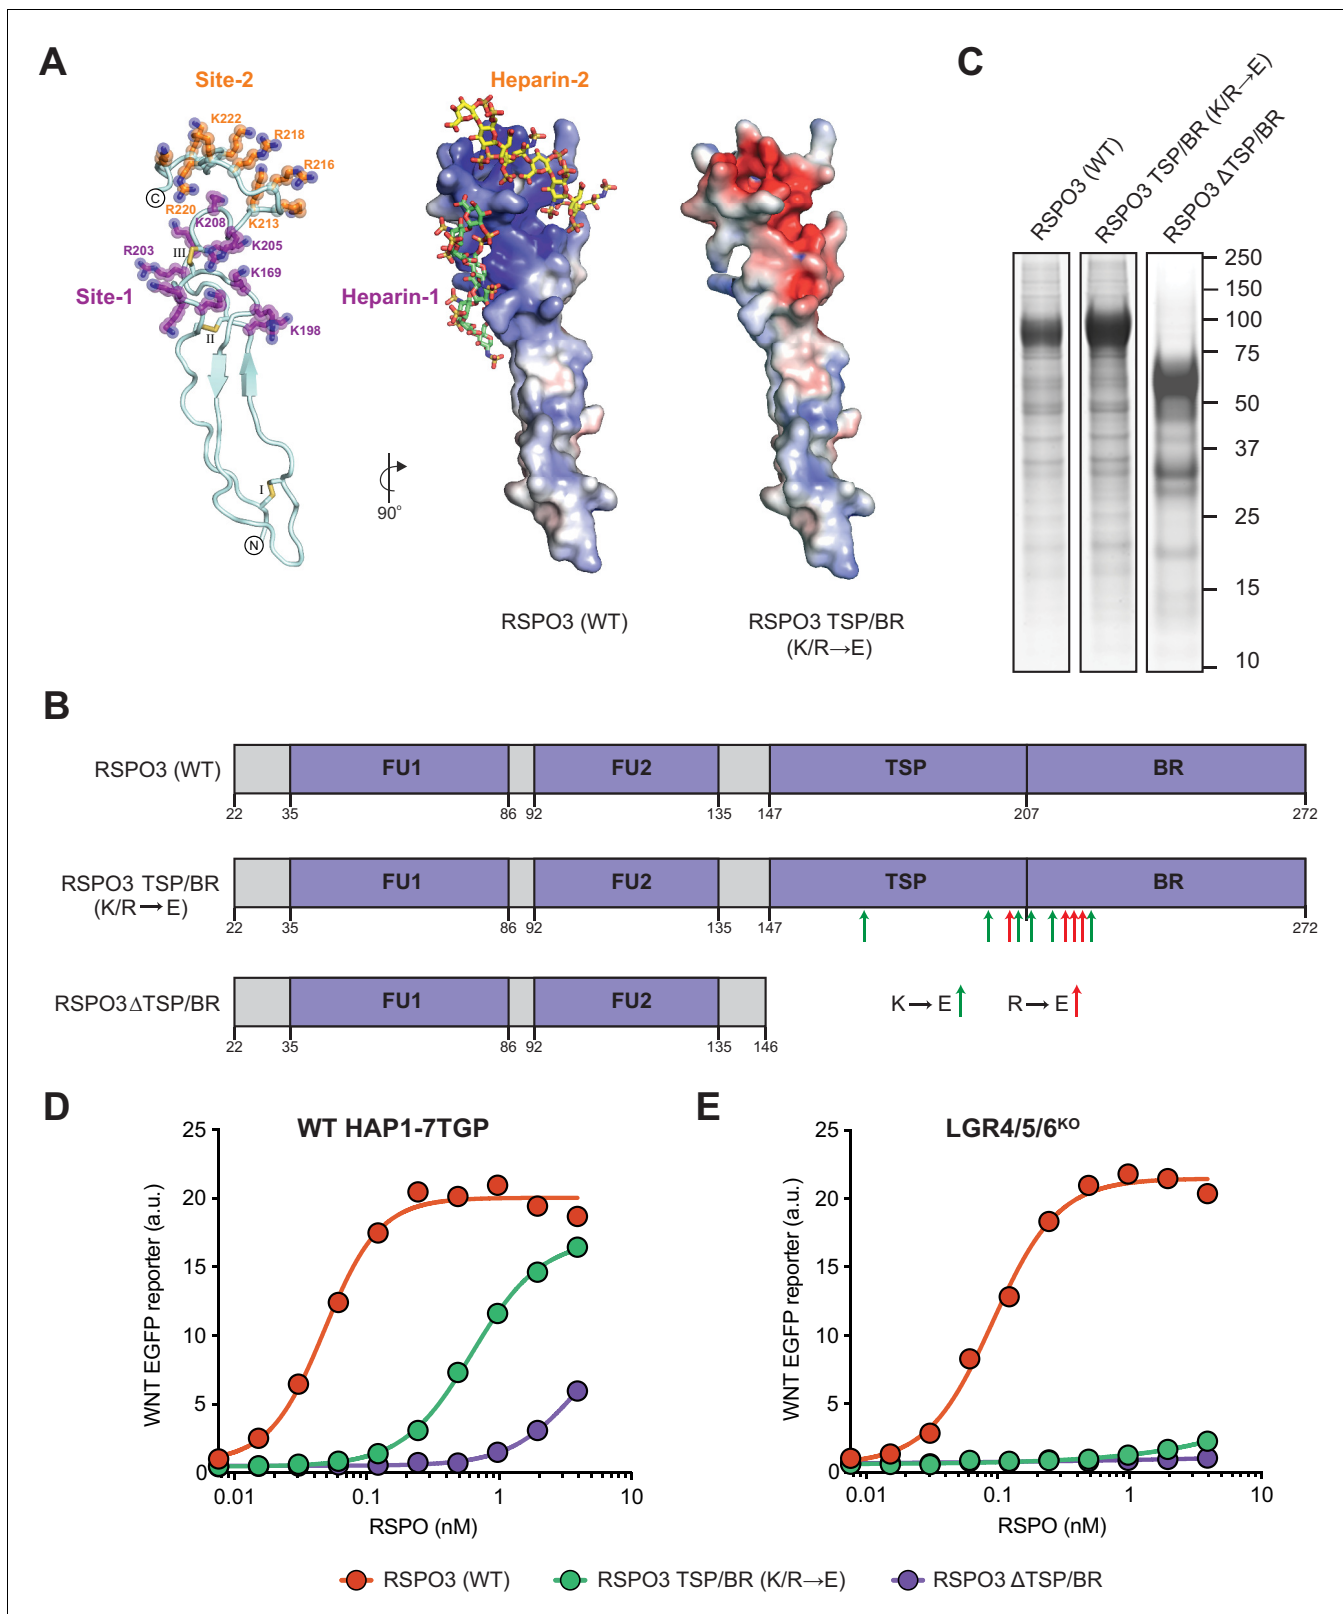 A
Site-2
K222
R218
R216
C
R220
K208
K213
R203
III
K205
K169
Site-1
II
K198
I
N
Heparin-2
Heparin-1
90°
RSPO3 (WT)
RSPO3 TSP/BR
(K/R→E)
C
RSPO3 (WT)
RSPO3 TSP/BR (K/R→E)
RSPO3 ΔTSP/BR
250
150
100
75
50
37
25
15
10
B
RSPO3 (WT)
FU1 FU2 TSP BR
22 35 86 92 135 147 207 272
RSPO3 TSP/BR
(K/R→E)
FU1 FU2 TSP BR
22 35 86 92 135 147 272
RSPO3ΔTSP/BR
FU1 FU2
22 35 86 92 135 146
K→E R→E
D
WT HAP1-7TGP
WNT EGFP reporter (a.u.)
25
20
15
10
5
0
0.01 0.1 1 10
RSPO (nM)
E
LGR4/5/6KO
WNT EGFP reporter (a.u.)
25
20
15
10
5
0
0.01 0.1 1 10
RSPO (nM)
RSPO3 (WT) RSPO3 TSP/BR (K/R→E) RSPO3 ΔTSP/BR